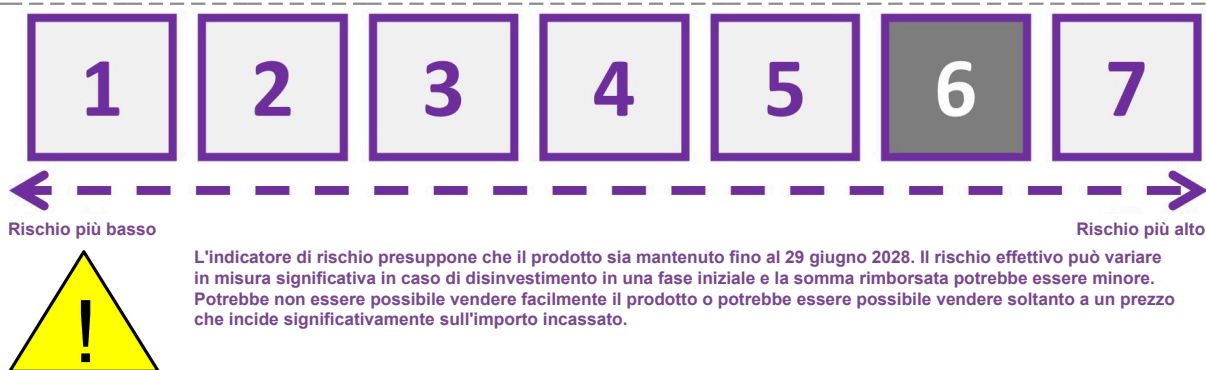 1 2 3 4 5 6 7
Rischio più basso Rischio più alto
L'indicatore di rischio presuppone che il prodotto sia mantenuto fino al 29 giugno 2028. Il rischio effettivo può variare
in misura significativa in caso di disinvestimento in una fase iniziale e la somma rimborsata potrebbe essere minore.
Potrebbe non essere possibile vendere facilmente il prodotto o potrebbe essere possibile vendere soltanto a un prezzo
che incide significativamente sull'importo incassato.
!